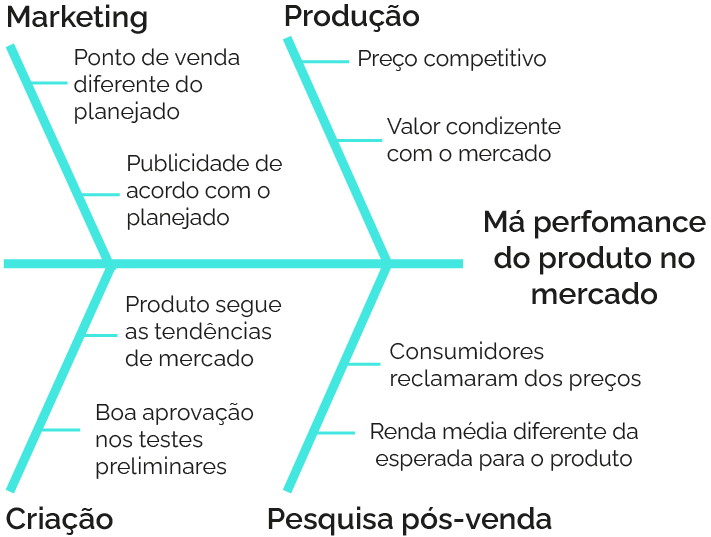 Marketing
Ponto de venda
diferente do
planejado
Publicidade de
acordo com o
planejado
Produção
Preço competitivo
Valor condizente
com o mercado
Má perfomance
do produto no
mercado
Produto segue
as tendências
de mercado
Boa aprovação
nos testes
preliminares
Criação
Consumidores
reclamaram dos preços
Renda média diferente da
esperada para o produto
Pesquisa pós-venda